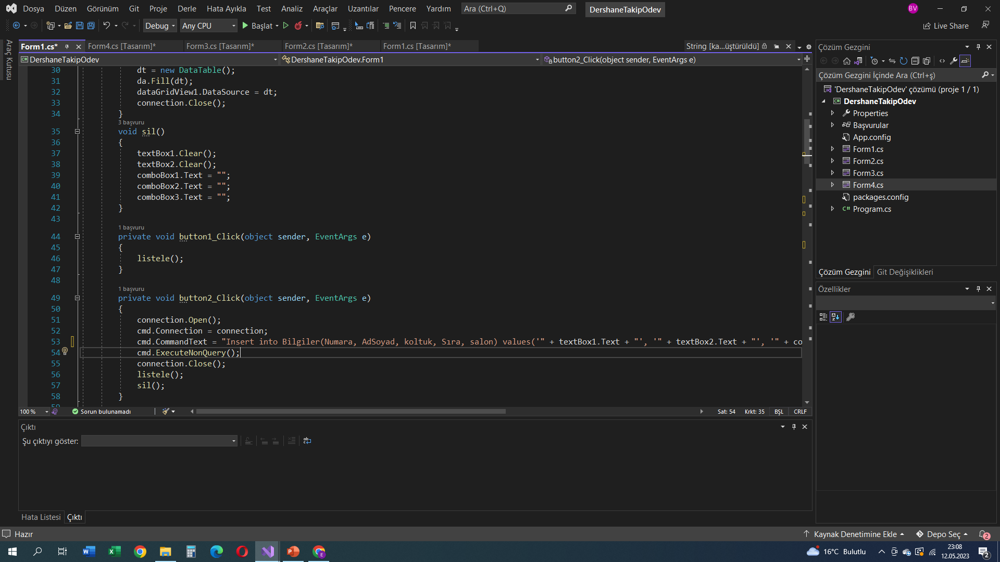 Dosya Düzen Görünüm Git Proje Derle Hata Ayıkla Test Analiz Araçlar Uzantılar Pencere Yardım Ara (Ctrl+Q) DershaneTakipOdev BV
Debug Any CPU Başlat Live Share
Araç Kutusu
Form1.cs* Form4.cs [Tasarım]* Form3.cs [Tasarım]* Form2.cs [Tasarım]* Form1.cs [Tasarım]* String [ka...üştürüldü]
DershaneTakipOdev DershaneTakipOdev.Form1 button2_Click(object sender, EventArgs e)
30 dt = new DataTable();
31 da.Fill(dt);
32 dataGridView1.DataSource = dt;
33 connection.Close();
34 }
3 başvuru
35 void sil()
36 {
37 textBox1.Clear();
38 textBox2.Clear();
39 comboBox1.Text = "";
40 comboBox2.Text = "";
41 comboBox3.Text = "";
42 }
43
1 başvuru
44 private void button1_Click(object sender, EventArgs e)
45 {
46 listele();
47 }
48
1 başvuru
49 private void button2_Click(object sender, EventArgs e)
50 {
51 connection.Open();
52 cmd.Connection = connection;
53 cmd.CommandText = "Insert into Bilgiler(Numara, AdSoyad, koltuk, Sıra, salon) values('" + textBox1.Text + "', '" + textBox2.Text + "', '" + co
54 cmd.ExecuteNonQuery();
55 connection.Close();
56 listele();
57 sil();
58 }
59
100 % Sorun bulunamadı Sat: 54 Krkt: 35 BŞL CRLF
Çıktı
Şu çıktıyı göster:
Hata Listesi Çıktı
Çözüm Gezgini
Çözüm Gezgini İçinde Ara (Ctrl+ş)
'DershaneTakipOdev' çözümü (proje 1 / 1)
DershaneTakipOdev
Properties
Başvurular
App.config
Form1.cs
Form2.cs
Form3.cs
Form4.cs
packages.config
Program.cs
Çözüm Gezgini Git Değişiklikleri
Özellikler
Hazır Kaynak Denetimine Ekle Depo Seç 2
16°C Bulutlu 23:08
12.05.2023 2